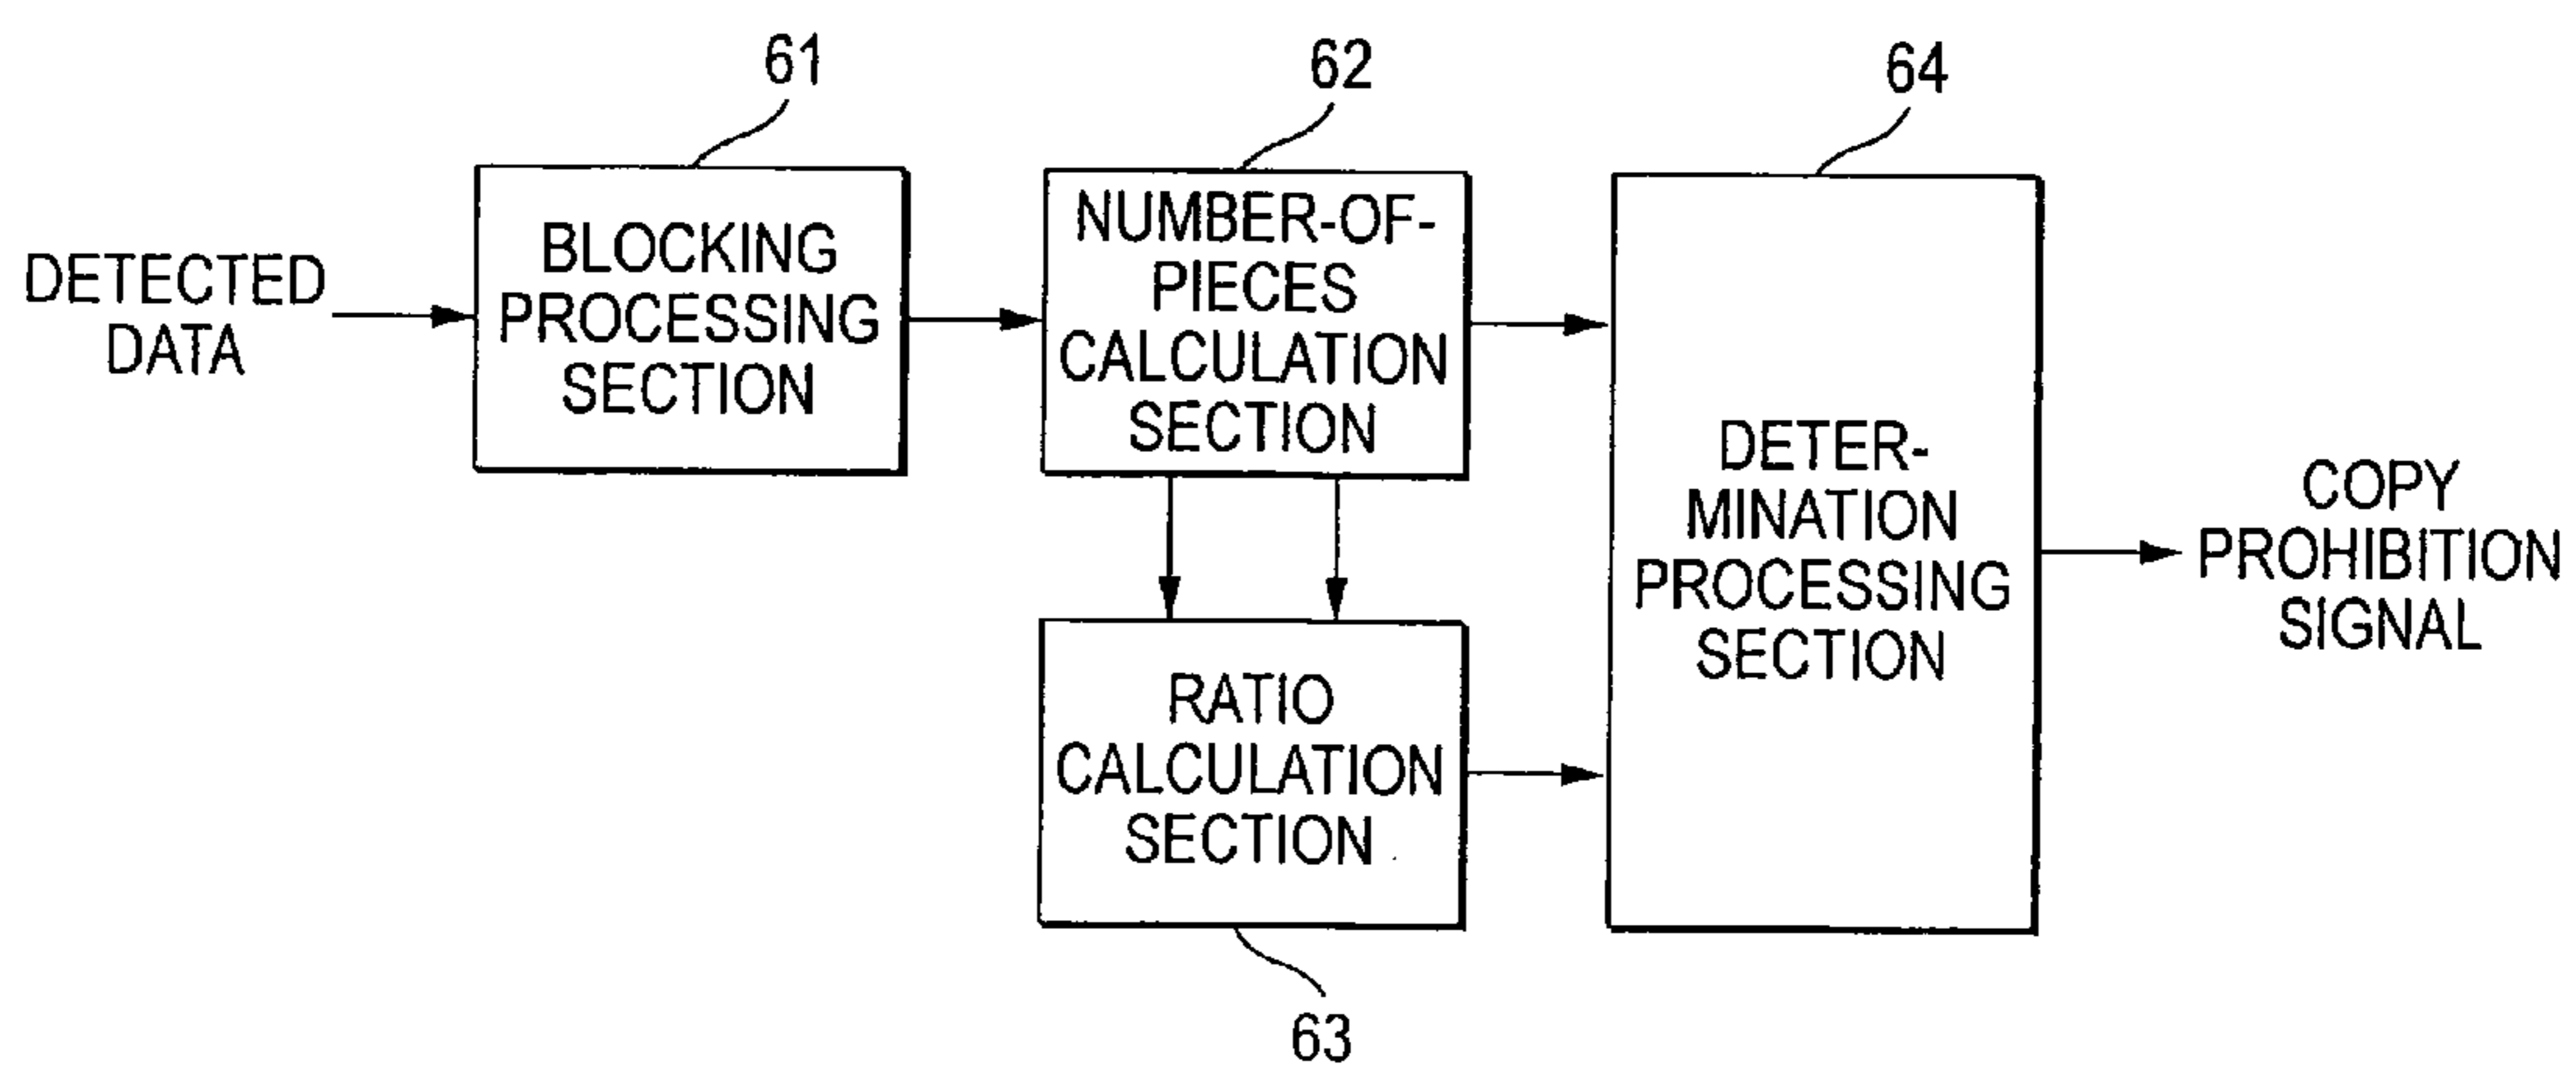 61
62
64
DETECTED
DATA
BLOCKING
PROCESSING
SECTION
NUMBER-OF-
PIECES
CALCULATION
SECTION
DETER-
MINATION
PROCESSING
SECTION
COPY
PROHIBITION
SIGNAL
RATIO
CALCULATION
SECTION
63